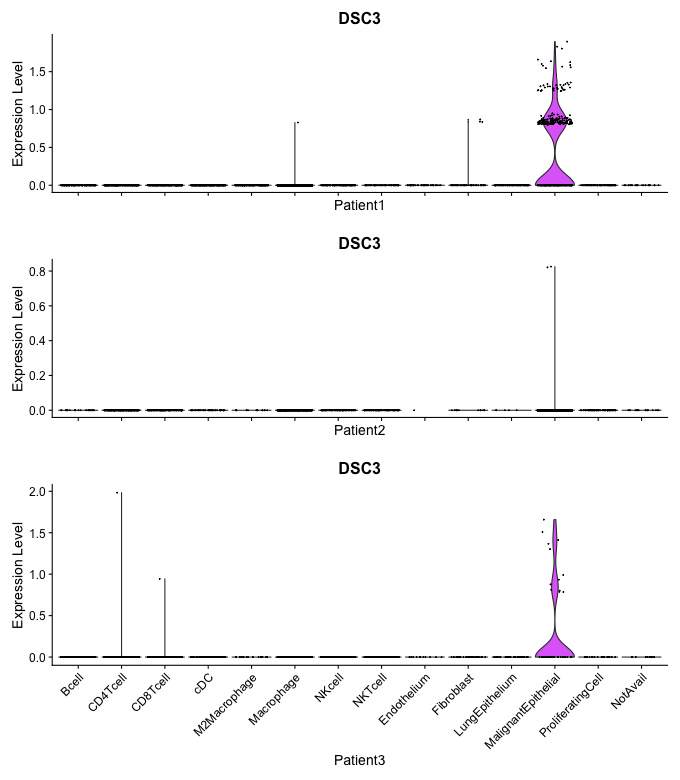 DSC3
Expression Level
1.5
1.0
0.5
0.0
Patient1
DSC3
Expression Level
0.8
0.6
0.4
0.2
0.0
Patient2
DSC3
Expression Level
2.0
1.5
1.0
0.5
0.0
Bcell
CD4Tcell
CD8Tcell
cDC
M2Macrophage
Macrophage
NKcell
NKTcell
Endothelium
Fibroblast
LungEpithelium
MalignantEpithelial
ProliferatingCell
NotAvail
Patient3